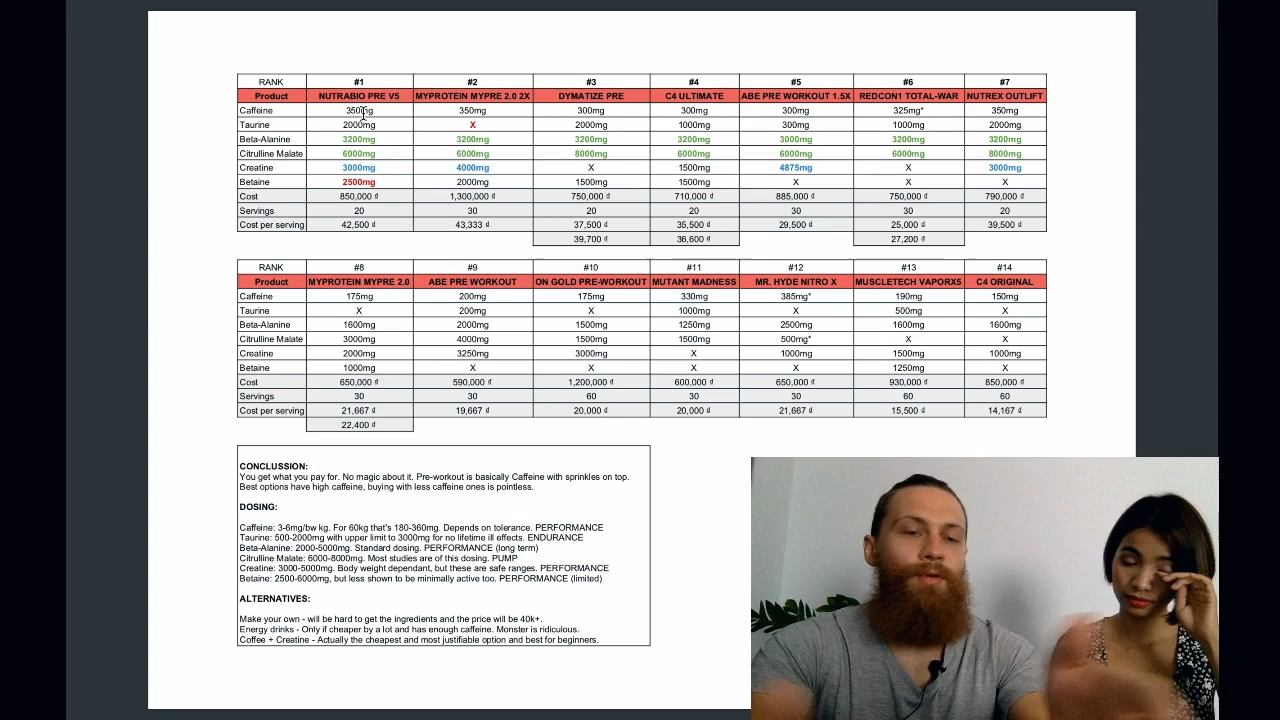 RANK #1 #2 #3 #4 #5 #6 #7
Product NUTRABIO PRE V5 MYPROTEIN MYPRE 2.0 2X DYMATIZE PRE C4 ULTIMATE ABE PRE WORKOUT 1.5X REDCON1 TOTAL-WAR NUTREX OUTLIFT
Caffeine 350mg 350mg 300mg 300mg 300mg 325mg* 350mg
Taurine 2000mg X 2000mg 1000mg 300mg 1000mg 2000mg
Beta-Alanine 3200mg 3200mg 3200mg 3200mg 3000mg 3200mg 3200mg
Citrulline Malate 6000mg 6000mg 8000mg 6000mg 6000mg 6000mg 8000mg
Creatine 3000mg 4000mg X 1500mg 4875mg X 3000mg
Betaine 2500mg 2000mg 1500mg 1500mg X X X
Cost 850,000 ₫ 1,300,000 ₫ 750,000 ₫ 710,000 ₫ 885,000 ₫ 750,000 ₫ 790,000 ₫
Servings 20 30 20 20 30 30 20
Cost per serving 42,500 ₫ 43,333 ₫ 37,500 ₫ 35,500 ₫ 29,500 ₫ 25,000 ₫ 39,500 ₫
39,700 ₫ 36,600 ₫ 27,200 ₫
RANK #8 #9 #10 #11 #12 #13 #14
Product MYPROTEIN MYPRE 2.0 ABE PRE WORKOUT ON GOLD PRE-WORKOUT MUTANT MADNESS MR. HYDE NITRO X MUSCLETECH VAPORX5 C4 ORIGINAL
Caffeine 175mg 200mg 175mg 330mg 385mg* 190mg 150mg
Taurine X 200mg X 1000mg X 500mg X
Beta-Alanine 1600mg 2000mg 1500mg 1250mg 2500mg 1600mg 1600mg
Citrulline Malate 3000mg 4000mg 1500mg 1500mg 500mg* X X
Creatine 2000mg 3250mg 3000mg X 1000mg 1500mg 1000mg
Betaine 1000mg X X X X 1250mg X
Cost 650,000 ₫ 590,000 ₫ 1,200,000 ₫ 600,000 ₫ 650,000 ₫ 930,000 ₫ 850,000 ₫
Servings 30 30 60 30 30 60 60
Cost per serving 21,667 ₫ 19,667 ₫ 20,000 ₫ 20,000 ₫ 21,667 ₫ 15,500 ₫ 14,167 ₫
22,400 ₫
CONCLUSSION:
You get what you pay for. No magic about it. Pre-workout is basically Caffeine with sprinkles on top.
Best options have high caffeine, buying with less caffeine ones is pointless.
DOSING:
Caffeine: 3-6mg/bw kg. For 60kg that's 180-360mg. Depends on tolerance. PERFORMANCE
Taurine: 500-2000mg with upper limit to 3000mg for no lifetime ill effects. ENDURANCE
Beta-Alanine: 2000-5000mg. Standard dosing. PERFORMANCE (long term)
Citrulline Malate: 6000-8000mg. Most studies are of this dosing. PUMP
Creatine: 3000-5000mg. Body weight dependant, but these are safe ranges. PERFORMANCE
Betaine: 2500-6000mg, but less shown to be minimally active too. PERFORMANCE (limited)
ALTERNATIVES:
Make your own - will be hard to get the ingredients and the price will be 40k+.
Energy drinks - Only if cheaper by a lot and has enough caffeine. Monster is ridiculous.
Coffee + Creatine - Actually the cheapest and most justifiable option and best for beginners.